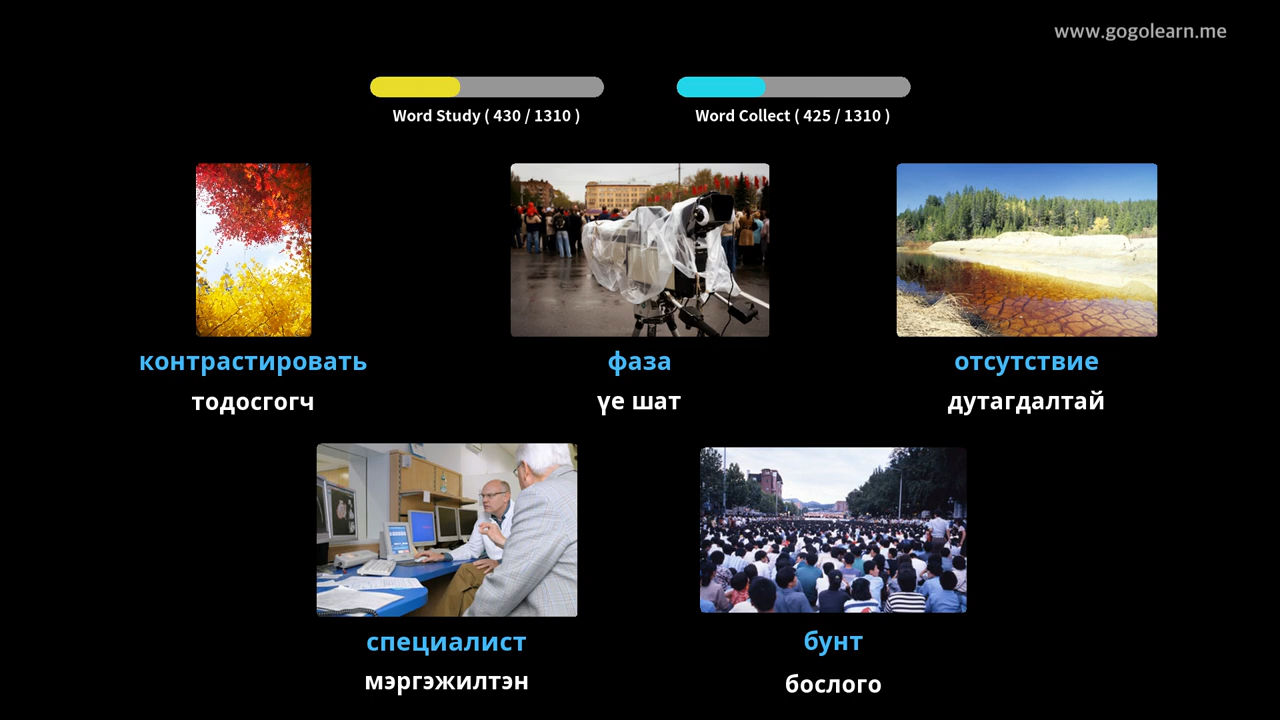 www.gogolearn.me
Word Study ( 430 / 1310 )
Word Collect ( 425 / 1310 )
контрастировать
тодосгогч
фаза
үе шат
отсутствие
дутагдалтай
специалист
мэргэжилтэн
бунт
бослого